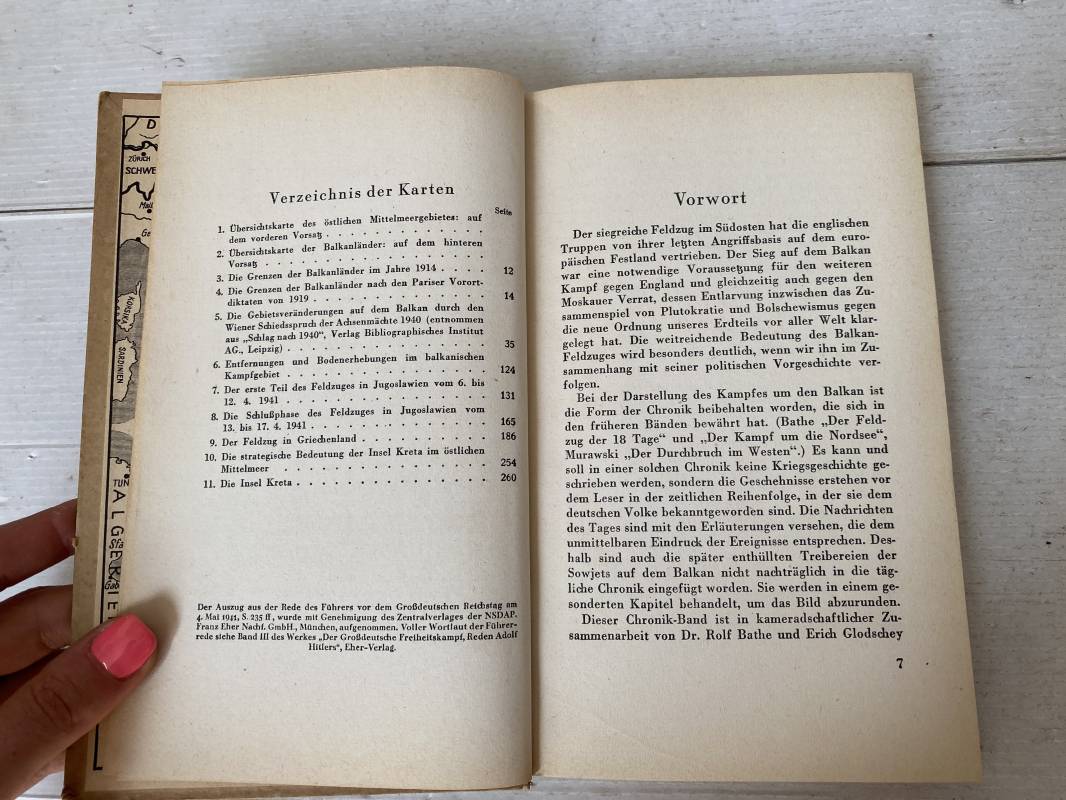 D
ZÜRICH
SCHWE
Mail
Ge
KORSIKA
SARDINIEN
TU
ALGERIE
Sfa
Gab
Verzeichnis der Karten
Seite
1. Übersichtskarte des östlichen Mittelmeergebietes: auf
dem vorderen Vorsatz . . . . . . . . . . . .
2. Übersichtskarte der Balkanländer: auf dem hinteren
Vorsatz . . . . . . . . . . . . . . . . .
3. Die Grenzen der Balkanländer im Jahre 1914 . . . . . 12
4. Die Grenzen der Balkanländer nach den Pariser Vorort-
diktaten von 1919 . . . . . . . . . . . . . 14
5. Die Gebietsveränderungen auf dem Balkan durch den
Wiener Schiedsspruch der Achsenmächte 1940 (entnommen
aus „Schlag nach 1940“, Verlag Bibliographisches Institut
AG., Leipzig) . . . . . . . . . . . . . . . 35
6. Entfernungen und Bodenerhebungen im balkanischen
Kampfgebiet . . . . . . . . . . . . . . . 124
7. Der erste Teil des Feldzuges in Jugoslawien vom 6. bis
12. 4. 1941 . . . . . . . . . . . . . . . . 131
8. Die Schlußphase des Feldzuges in Jugoslawien vom
13. bis 17. 4. 1941 . . . . . . . . . . . . . 165
9. Der Feldzug in Griechenland . . . . . . . . . . 186
10. Die strategische Bedeutung der Insel Kreta im östlichen
Mittelmeer . . . . . . . . . . . . . . . . 254
11. Die Insel Kreta . . . . . . . . . . . . . . . 260
Der Auszug aus der Rede des Führers vor dem Großdeutschen Reichstag am
4. Mai 1941, S. 235 ff, wurde mit Genehmigung des Zentralverlages der NSDAP.
Franz Eher Nachf. GmbH., München, aufgenommen. Voller Wortlaut der Führer-
rede siehe Band III des Werkes „Der Großdeutsche Freiheitskampf, Reden Adolf
Hitlers“, Eher-Verlag.
Vorwort
Der siegreiche Feldzug im Südosten hat die englischen
Truppen von ihrer letzten Angriffsbasis auf dem euro-
päischen Festland vertrieben. Der Sieg auf dem Balkan
war eine notwendige Voraussetzung für den weiteren
Kampf gegen England und gleichzeitig auch gegen den
Moskauer Verrat, dessen Entlarvung inzwischen das Zu-
sammenspiel von Plutokratie und Bolschewismus gegen
die neue Ordnung unseres Erdteils vor aller Welt klar-
gelegt hat. Die weitreichende Bedeutung des Balkan-
Feldzuges wird besonders deutlich, wenn wir ihn im Zu-
sammenhang mit seiner politischen Vorgeschichte ver-
folgen.
Bei der Darstellung des Kampfes um den Balkan ist
die Form der Chronik beibehalten worden, die sich in
den früheren Bänden bewährt hat. (Bathe „Der Feld-
zug der 18 Tage“ und „Der Kampf um die Nordsee“,
Murawski „Der Durchbruch im Westen“.) Es kann und
soll in einer solchen Chronik keine Kriegsgeschichte ge-
schrieben werden, sondern die Geschehnisse erstehen vor
dem Leser in der zeitlichen Reihenfolge, in der sie dem
deutschen Volke bekanntgeworden sind. Die Nachrichten
des Tages sind mit den Erläuterungen versehen, die dem
unmittelbaren Eindruck der Ereignisse entsprechen. Des-
halb sind auch die später enthüllten Treibereien der
Sowjets auf dem Balkan nicht nachträglich in die täg-
liche Chronik eingefügt worden. Sie werden in einem ge-
sonderten Kapitel behandelt, um das Bild abzurunden.
Dieser Chronik-Band ist in kameradschaftlicher Zu-
sammenarbeit von Dr. Rolf Bathe und Erich Glodschey
7